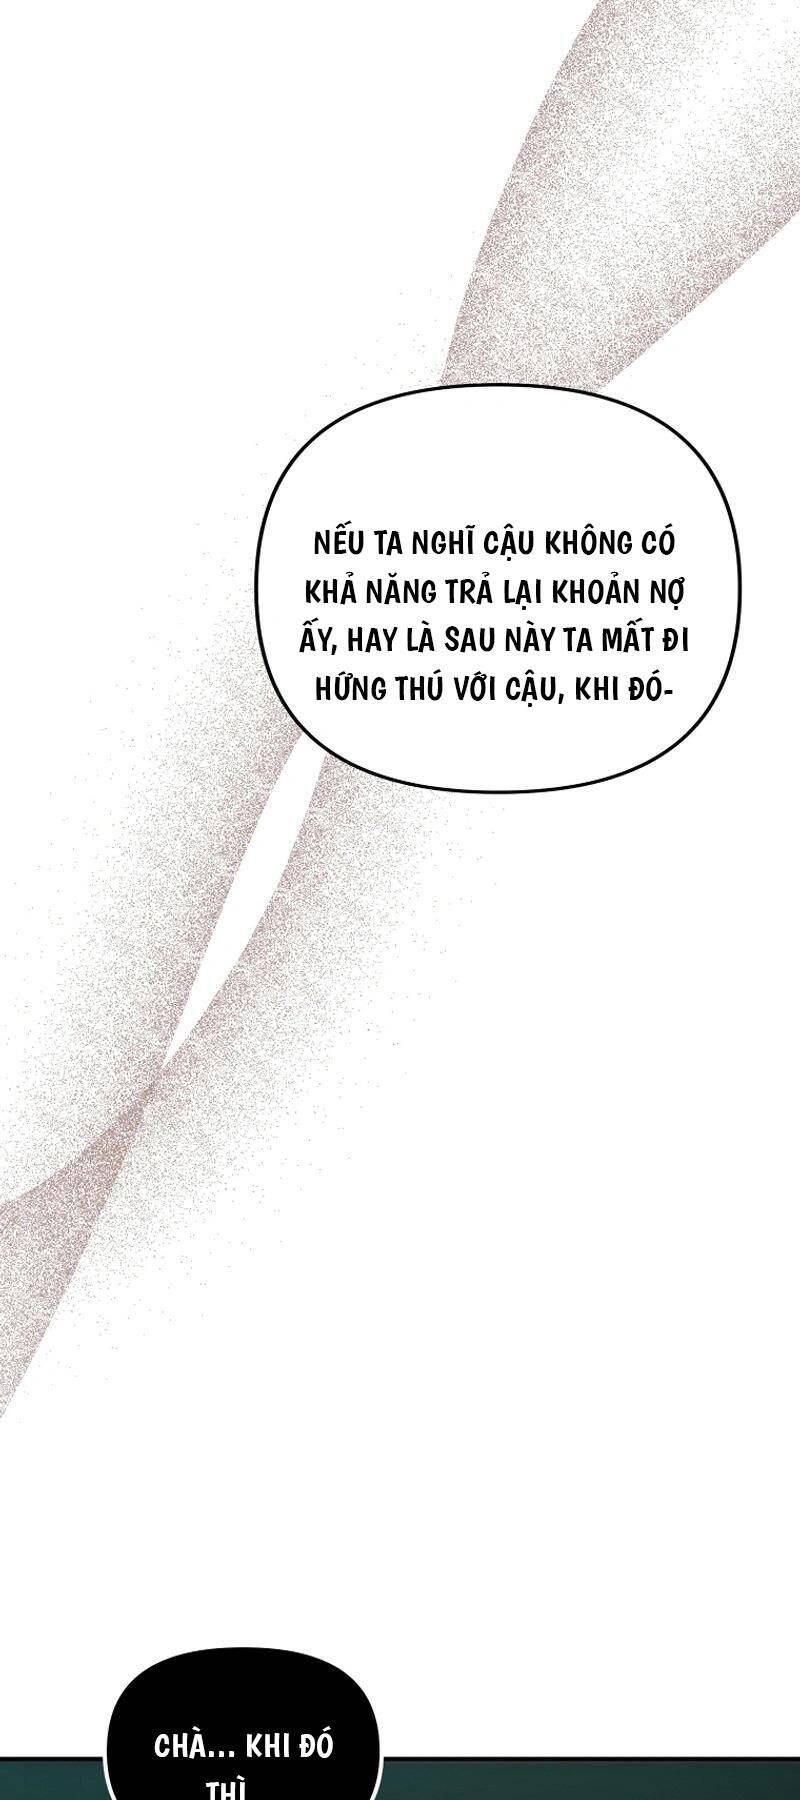 NẾU TA NGHĨ CẬU KHÔNG CÓ
KHẢ NĂNG TRẢ LẠI KHOẢN NỢ
ẤY, HAY LÀ SAU NÀY TA MẤT ĐI
HỨNG THÚ VỚI CẬU, KHI ĐÓ-
CHÀ... KHI ĐÓ
THÌ